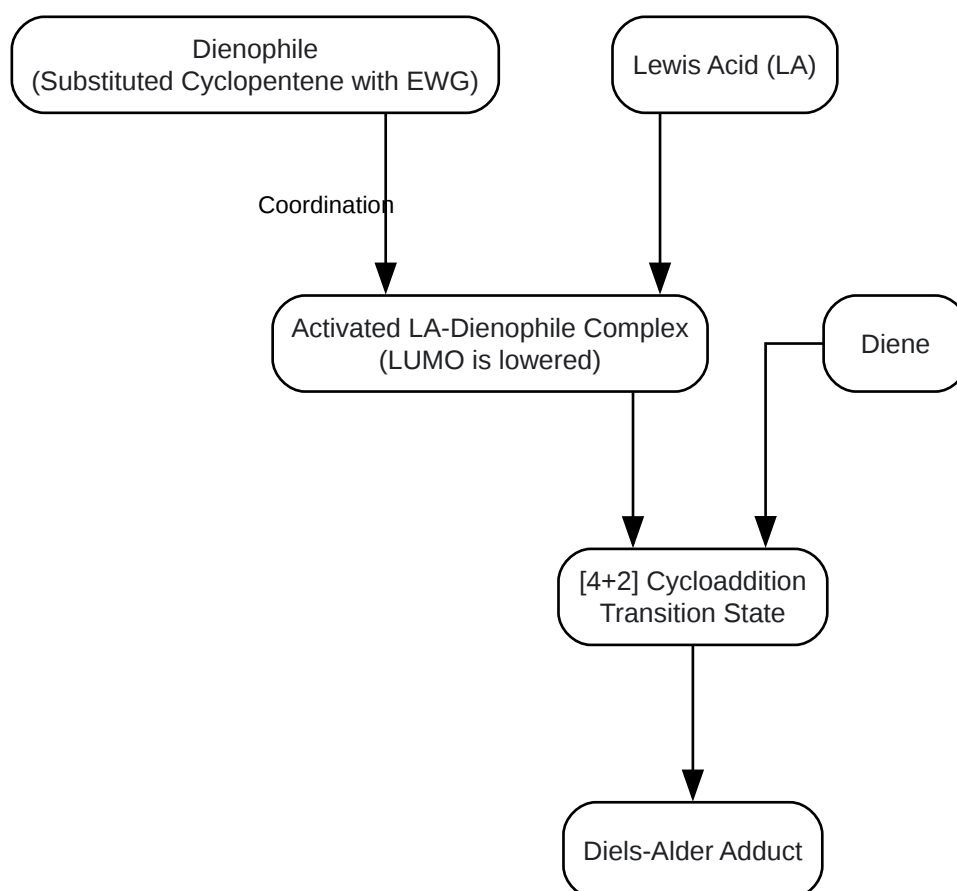 Dienophile
(Substituted Cyclopentene with EWG)
Lewis Acid (LA)
Coordination
Activated LA-Dienophile Complex
(LUMO is lowered)
Diene
[4+2] Cycloaddition
Transition State
Diels-Alder Adduct